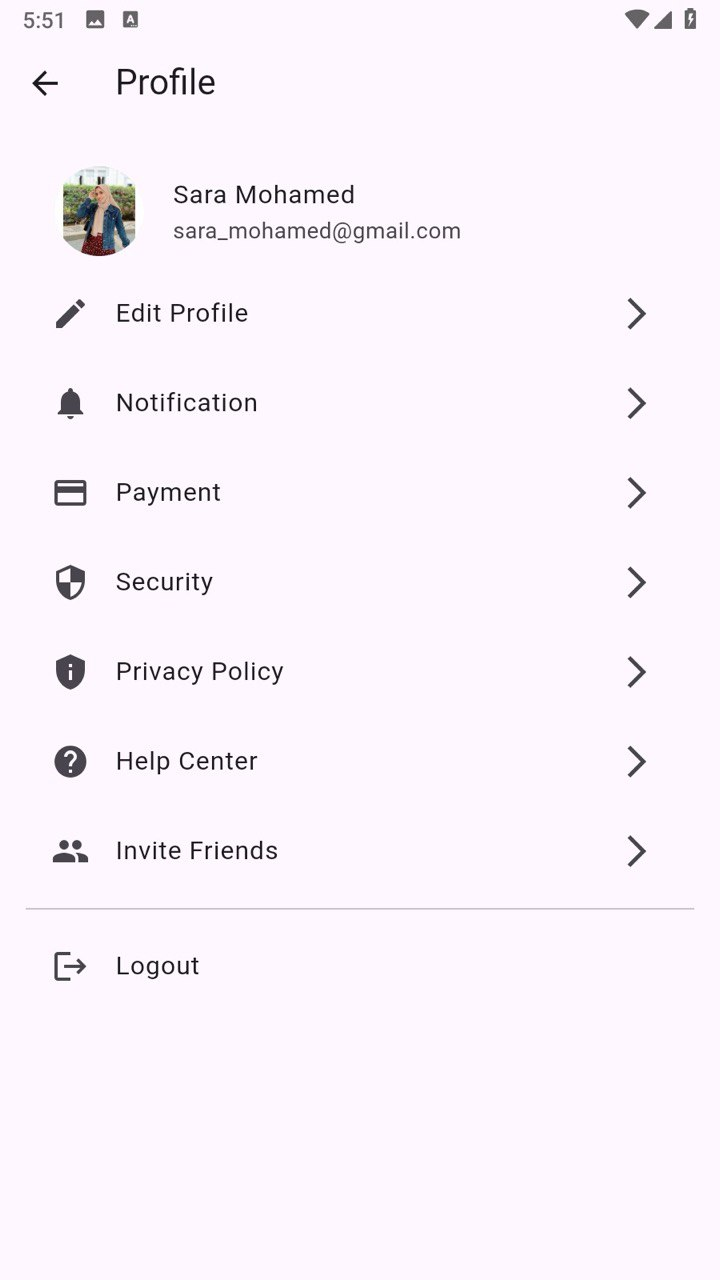 5:51
A
Profile
Sara Mohamed
sara_mohamed@gmail.com
Edit Profile
Notification
Payment
Security
Privacy Policy
Help Center
Invite Friends
Logout